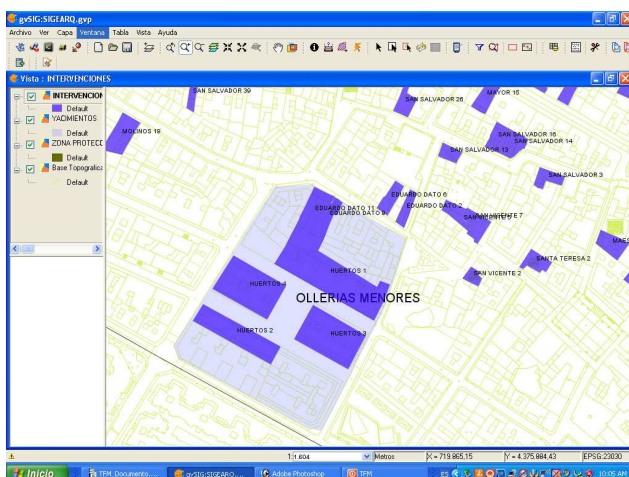 gvSIG:SIGEARQ.gvp
Archivo Ver Capa Ventana Tabla Vista Ayuda
Vista : INTERVENCIONES
INTERVENCION
Default
YACIMIENTOS
Default
ZONA PROTECC
Default
Base Topografica
Default
SAN SALVADOR 39
SAN SALVADOR 26
MAYOR 15
MOLINOS 19
SAN SALVADOR 16
SAN SALVADOR 14
SAN SALVADOR 13
SAN SALVADOR 3
EDUARDO DATO 6
EDUARDO DATO 11
EDUARDO DATO 9
EDUARDO DATO 2
SAN VICENTE 7
MAES
SANTA TERESA 2
HUERTOS 1
SAN VICENTE 2
HUERTOS 4
OLLERIAS MENORES
HUERTOS 2
HUERTOS 3
1: 1.604 Metros X = 719.865,15 Y = 4.375.884,43 EPSG:23030
Inicio TFM_Documento.... gvSIG:SIGEARQ.... Adobe Photoshop TFM ES 10:05 AM